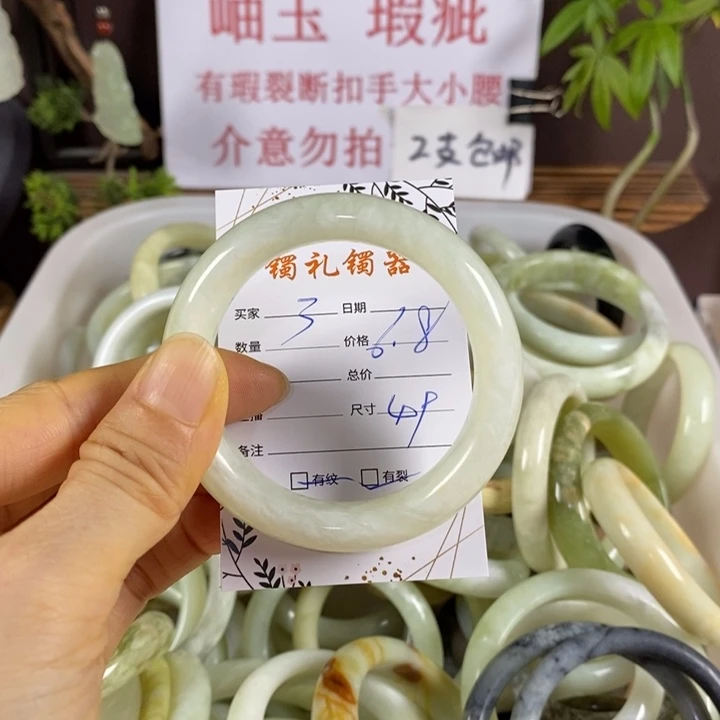 岫玉 瑕疵
有瑕裂断扣手大小腰
介意勿拍 2支包邮
镯礼镯器
买家 3 日期
数量 价格 6.8
总价
尺寸 49
备注
□有纹 □有裂